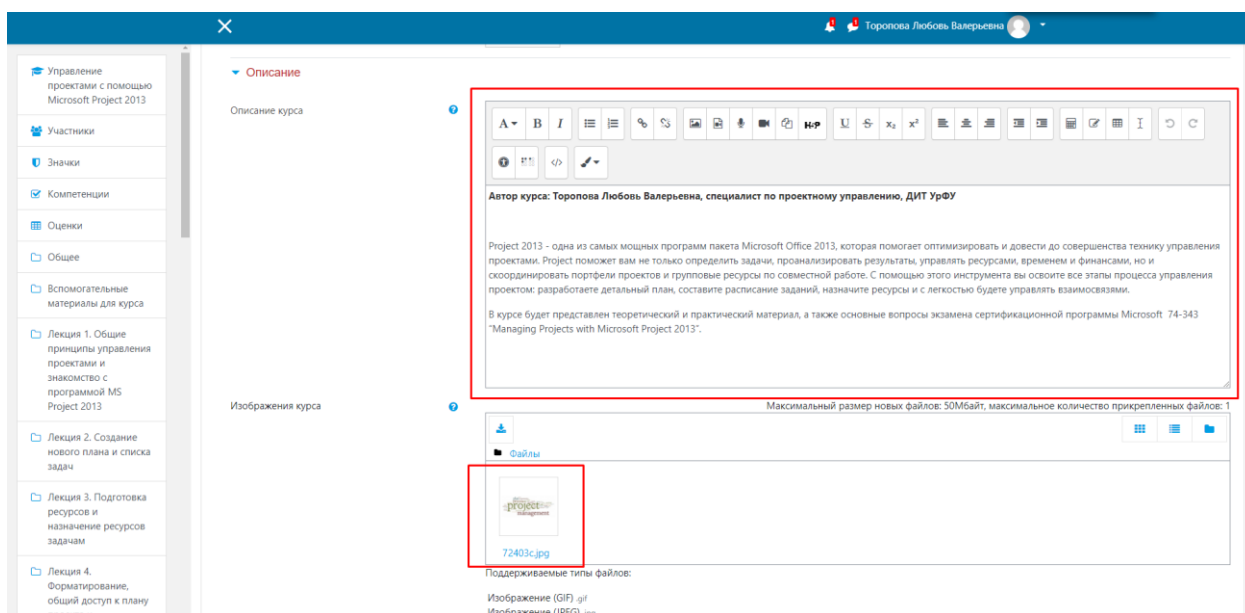 Торопова Любовь Валерьевна
Управление
проектами с помощью
Microsoft Project 2013
Участники
Значки
Компетенции
Оценки
Общее
Вспомогательные
материалы для курса
Лекция 1. Общие
принципы управления
проектами и
знакомство с
программой MS
Project 2013
Лекция 2. Создание
нового плана и списка
задач
Лекция 3. Подготовка
ресурсов и
назначение ресурсов
задачам
Лекция 4.
Форматирование,
общий доступ к плану
Описание
Описание курса
A B I H-P U S x₂ x²
</>
Автор курса: Торопова Любовь Валерьевна, специалист по проектному управлению, ДИТ УрФУ
Project 2013 - одна из самых мощных программ пакета Microsoft Office 2013, которая помогает оптимизировать и довести до совершенства технику управления
проектами. Project поможет вам не только определить задачи, проанализировать результаты, управлять ресурсами, временем и финансами, но и
скоординировать портфели проектов и групповые ресурсы по совместной работе. С помощью этого инструмента вы освоите все этапы процесса управления
проектом: разработаете детальный план, составите расписание заданий, назначите ресурсы и с легкостью будете управлять взаимосвязями.
В курсе будет представлен теоретический и практический материал, а также основные вопросы экзамена сертификационной программы Microsoft 74-343
"Managing Projects with Microsoft Project 2013".
Изображения курса
Максимальный размер новых файлов: 50Мбайт, максимальное количество прикрепленных файлов: 1
Файлы
project
management
72403c.jpg
Поддерживаемые типы файлов:
Изображение (GIF) .gif
Изображение (JPEG)